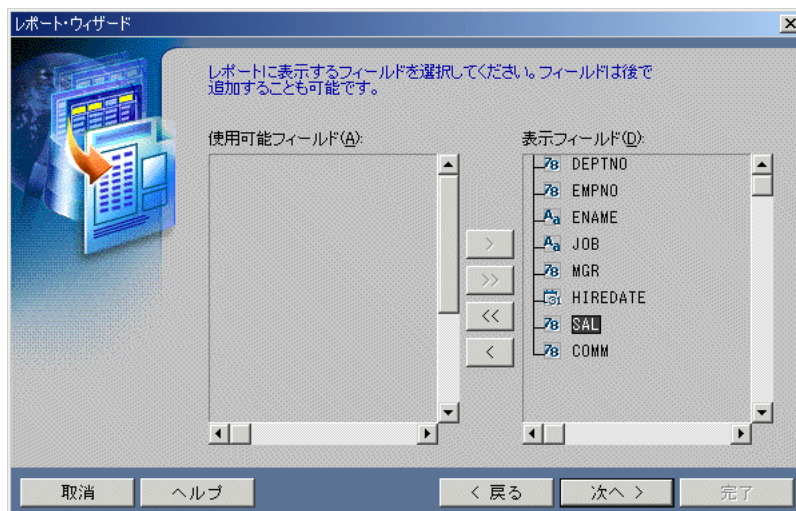 レポート・ウィザード
レポートに表示するフィールドを選択してください。フィールドは後で
追加することも可能です。
使用可能フィールド(A):
表示フィールド(D):
DEPTNO
EMPNO
ENAME
JOB
MGR
HIREDATE
SAL
COMM
>
>>
<<
<
取消
ヘルプ
< 戻る
次へ >
完了